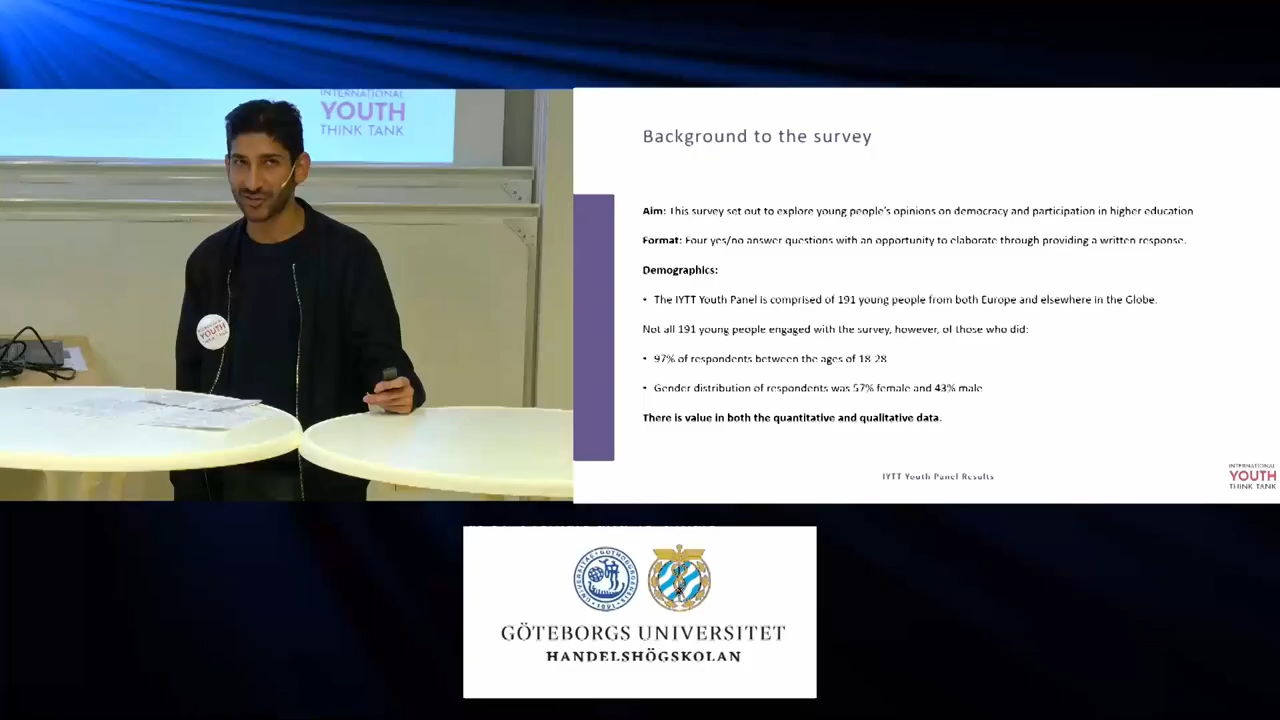 INTERNATIONAL
YOUTH
THINK TANK
YOUTH
Background to the survey
Aim: This survey set out to explore young people's opinions on democracy and participation in higher education
Format: Four yes/no answer questions with an opportunity to elaborate through providing a written response.
Demographics:
• The IYTT Youth Panel is comprised of 191 young people from both Europe and elsewhere in the Globe.
Not all 191 young people engaged with the survey, however, of those who did:
• 97% of respondents between the ages of 18-28
• Gender distribution of respondents was 57% female and 43% male
There is value in both the quantitative and qualitative data.
IYTT Youth Panel Results
INTERNATIONAL
YOUTH
THINK TANK
UNIVERSITAS · GOTHOBURGENSIS
1891
GÖTEBORGS UNIVERSITET
HANDELSHÖGSKOLAN